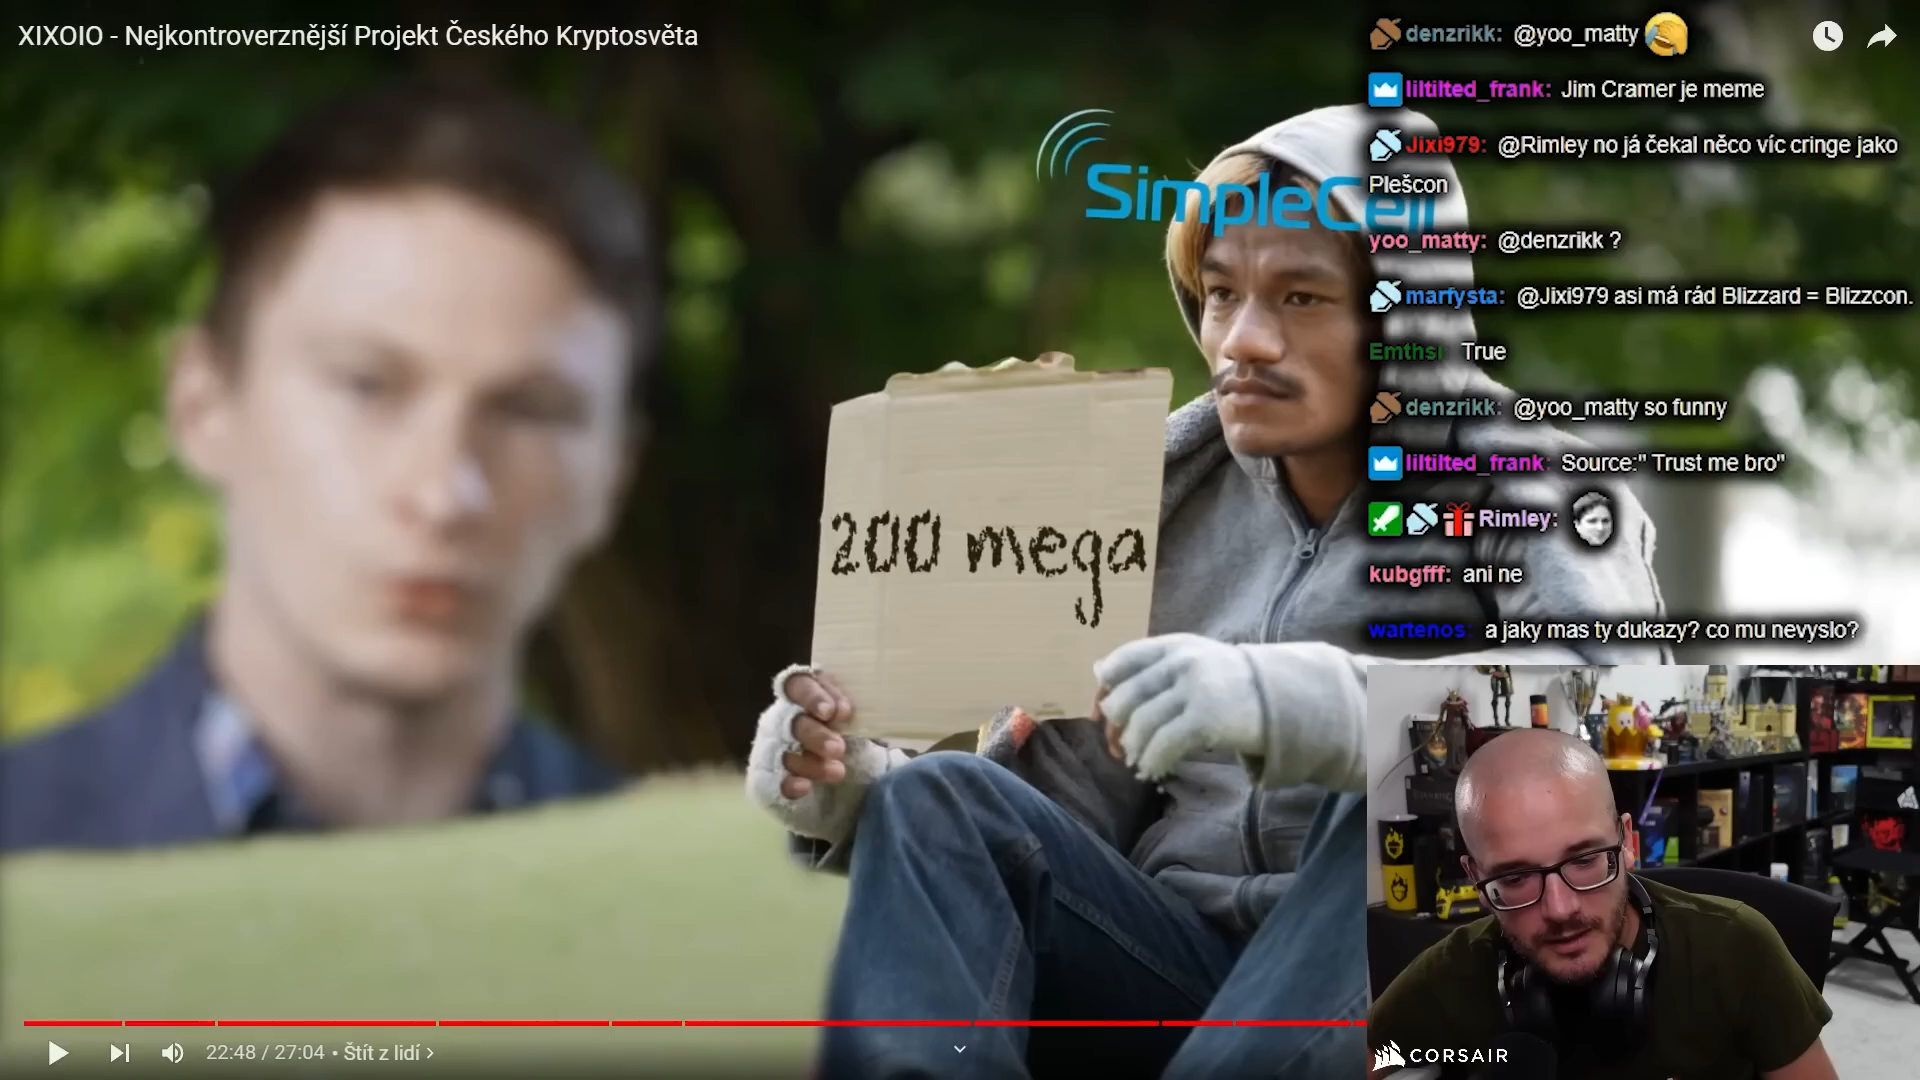 XIXOIO - Nejkontroverznější Projekt Českého Kryptosvěta
denzrikk: @yoo_matty
liltilted_frank: Jim Cramer je meme
Jixi979: @Rimley no já čekal něco víc cringe jako
Plešcon
SimpleCell
yoo_matty: @denzrikk ?
marfysta: @Jixi979 asi má rád Blizzard = Blizzcon.
Emthsr True
denzrikk: @yoo_matty so funny
liltilted_frank: Source:" Trust me bro"
Rimley:
200 mega
kubgfff: ani ne
wartenos: a jaky mas ty dukazy? co mu nevyslo?
22:48 / 27:04 • Štít z lidí ›
CORSAIR